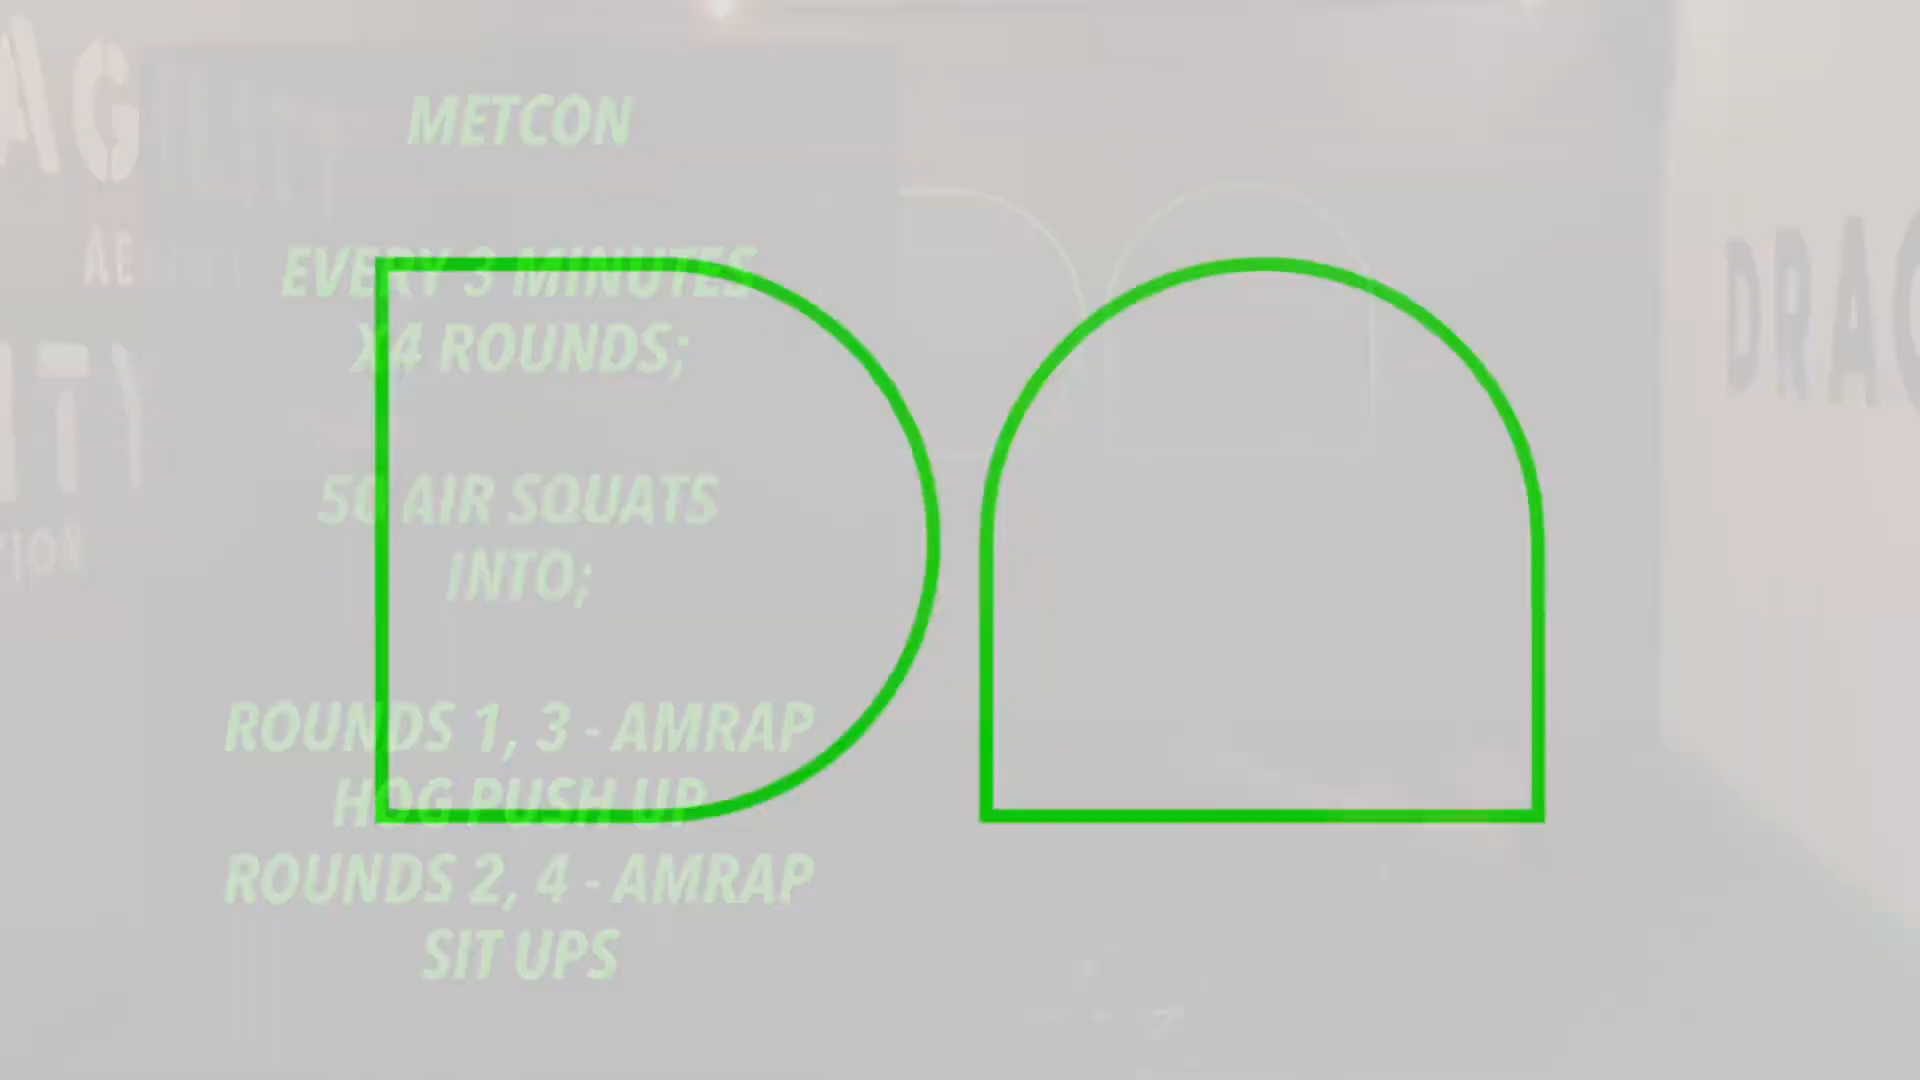 AGILITY
METCON
EVERY 3 MINUTES
X4 ROUNDS;
50 AIR SQUATS
INTO;
ROUNDS 1, 3 - AMRAP
HOG PUSH UP
ROUNDS 2, 4 - AMRAP
SIT UPS